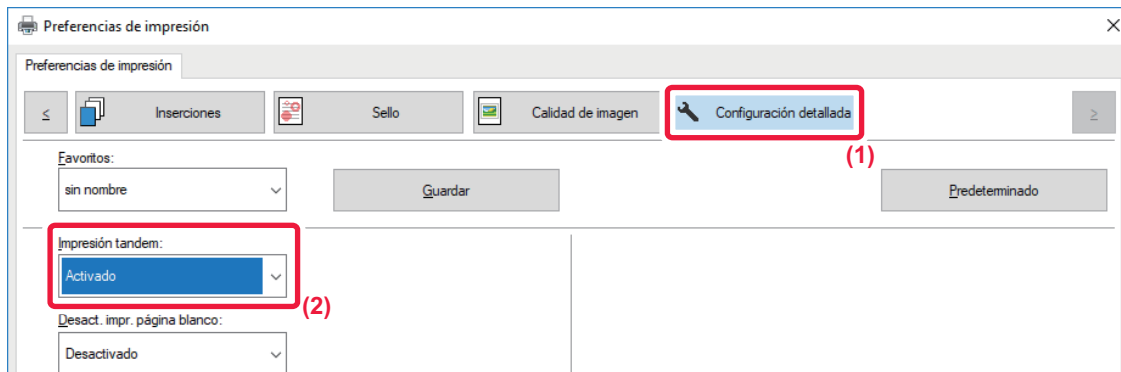 Preferencias de impresión
Preferencias de impresión
< Inserciones Sello Calidad de imagen Configuración detallada >
(1)
Favoritos:
sin nombre Guardar Predeterminado
Impresión tandem:
Activado
(2)
Desact. impr. página blanco:
Desactivado